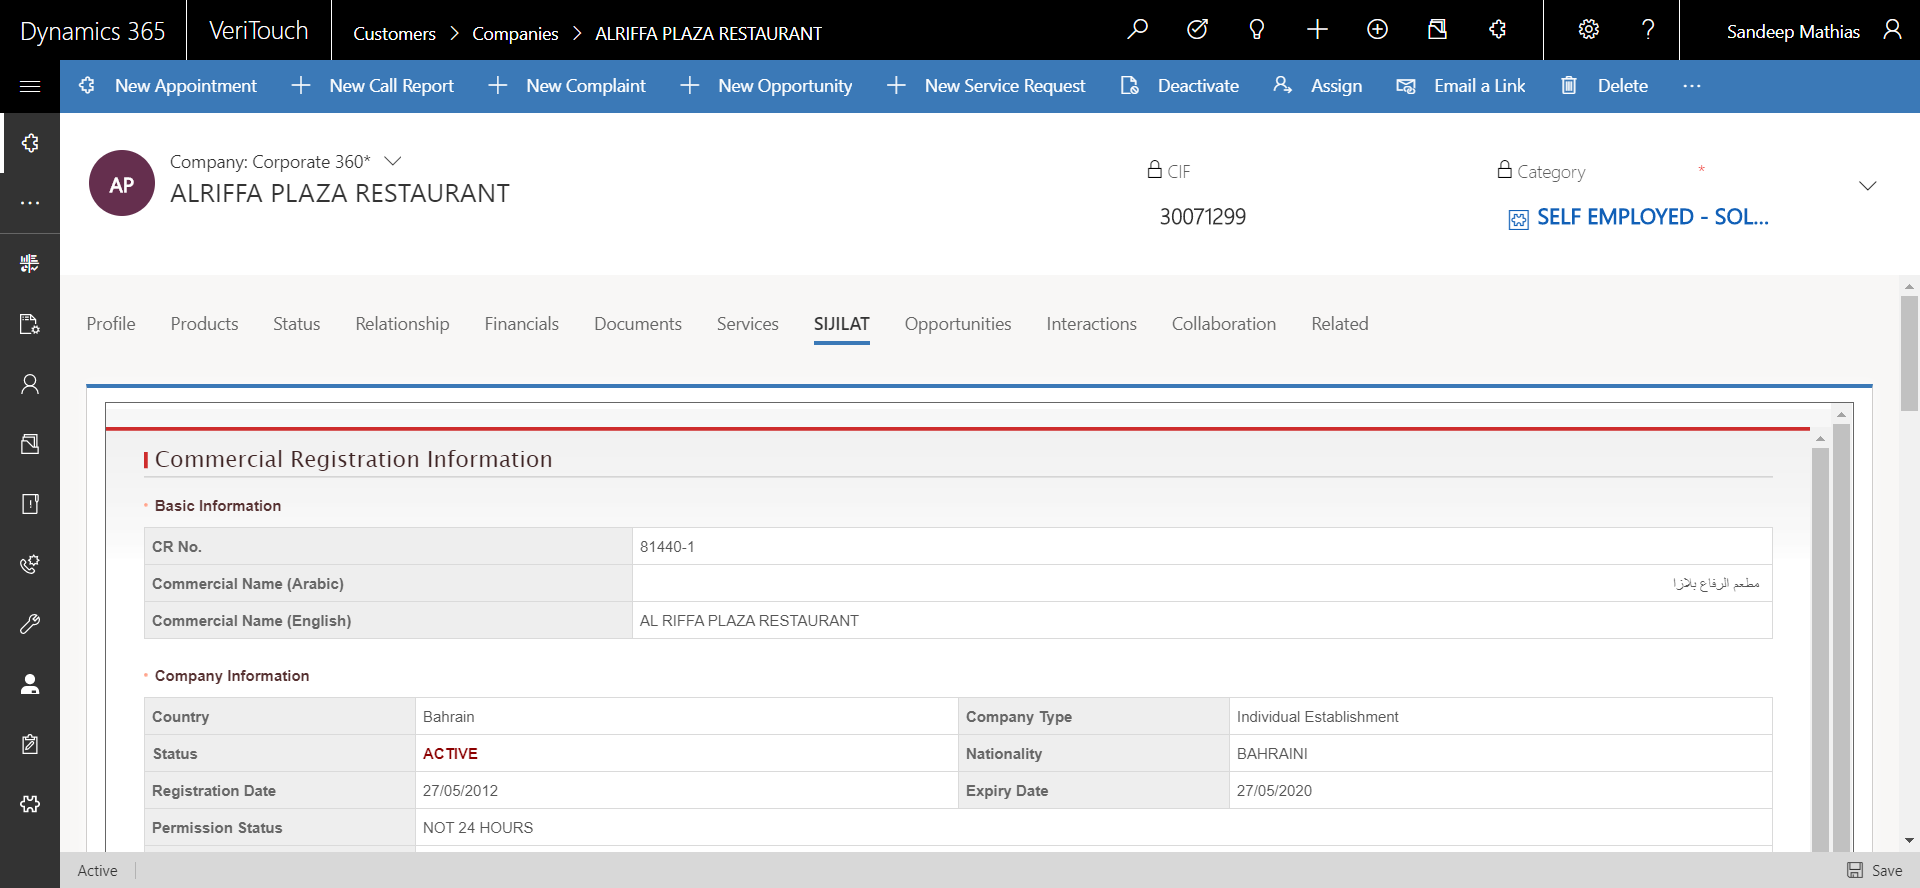 Dynamics 365
VeriTouch
Customers > Companies > ALRIFFA PLAZA RESTAURANT
Sandeep Mathias
New Appointment
New Call Report
New Complaint
New Opportunity
New Service Request
Deactivate
Assign
Email a Link
Delete
AP
Company: Corporate 360*
ALRIFFA PLAZA RESTAURANT
CIF
30071299
Category *
SELF EMPLOYED - SOL...
Profile
Products
Status
Relationship
Financials
Documents
Services
SIJILAT
Opportunities
Interactions
Collaboration
Related
Commercial Registration Information
Basic Information
CR No. 81440-1
Commercial Name (Arabic) مطعم الرفاع بلازا
Commercial Name (English) AL RIFFA PLAZA RESTAURANT
Company Information
Country Bahrain Company Type Individual Establishment
Status ACTIVE Nationality BAHRAINI
Registration Date 27/05/2012 Expiry Date 27/05/2020
Permission Status NOT 24 HOURS
Active
Save